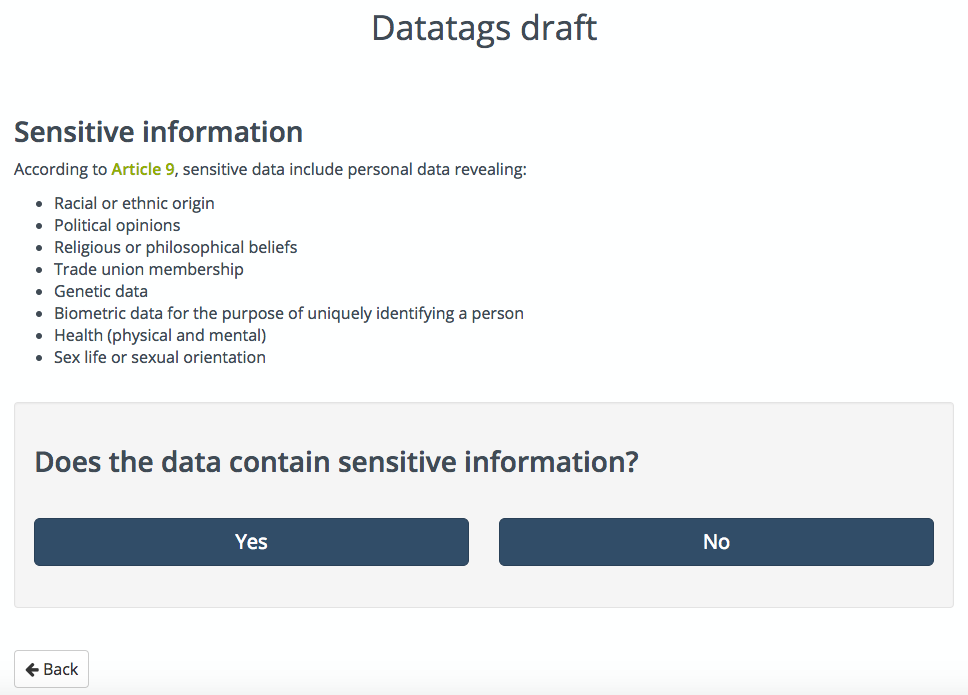 Datatags draft
Sensitive information
According to Article 9, sensitive data include personal data revealing:
Racial or ethnic origin
Political opinions
Religious or philosophical beliefs
Trade union membership
Genetic data
Biometric data for the purpose of uniquely identifying a person
Health (physical and mental)
Sex life or sexual orientation
Does the data contain sensitive information?
Yes
No
Back